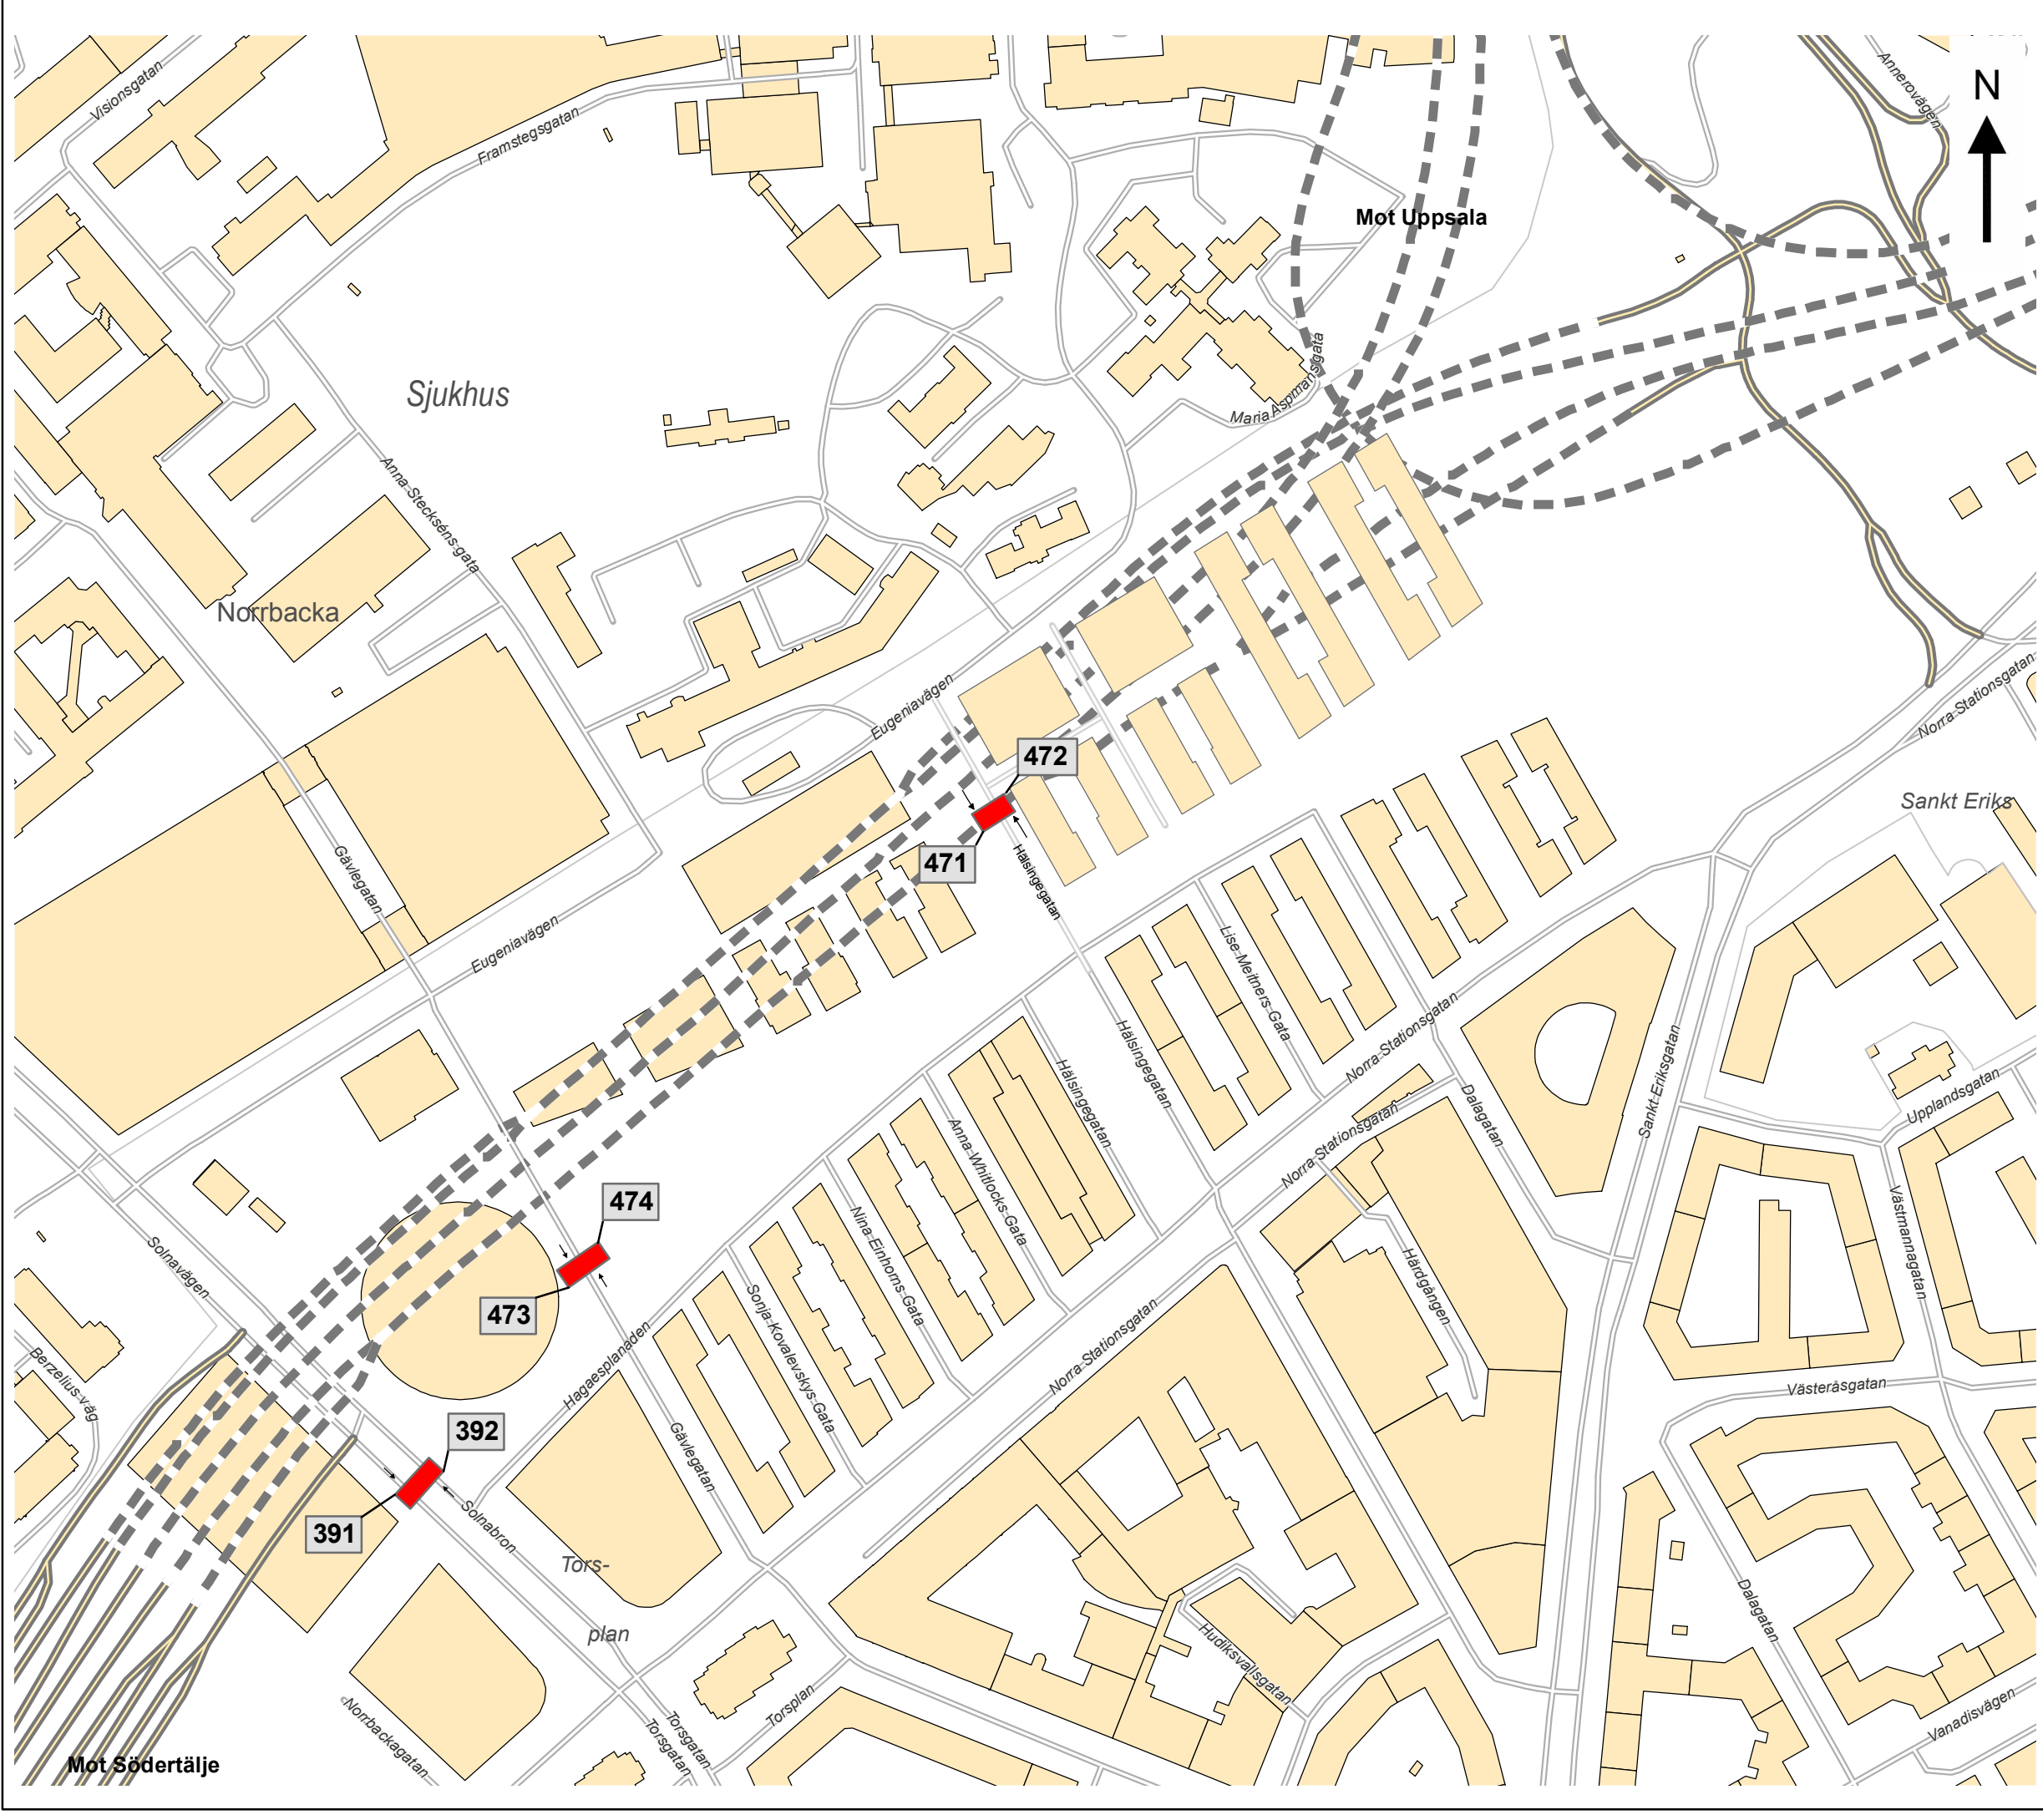 Visionsgatan
Framstegsgatan
Annerovägen
N
Mot Uppsala
Sjukhus
Maria Aspmans gata
Anna Steckséns gata
Norrbacka
Eugeniavägen
Norra Stationsgatan
472
Sankt Eriks
471
Hälsingegatan
Gävlegatan
Eugeniavägen
Lise-Meitners-Gata
Norra-Stationsgatan
Hälsingegatan
Hälsingegatan
Dalagatan
Sankt-Eriksgatan
Upplandsgatan
Norra-Stationsgatan
Anna-Whitlocks-Gata
474
Nina-Einhorns-Gata
Västmannagatan
Solnavägen
Härdgången
473
Sonja-Kovalevskys-Gata
Hagaesplanaden
Norra-Stationsgatan
Berzelius väg
Västeråsgatan
392
Gävlegatan
391
Solnabron
Tors-
plan
Dalagatan
Hudiksvallsgatan
Torsplan
Torsgatan
Torsgatan
Norrbackagatan
Vanadisvägen
Mot Södertälje